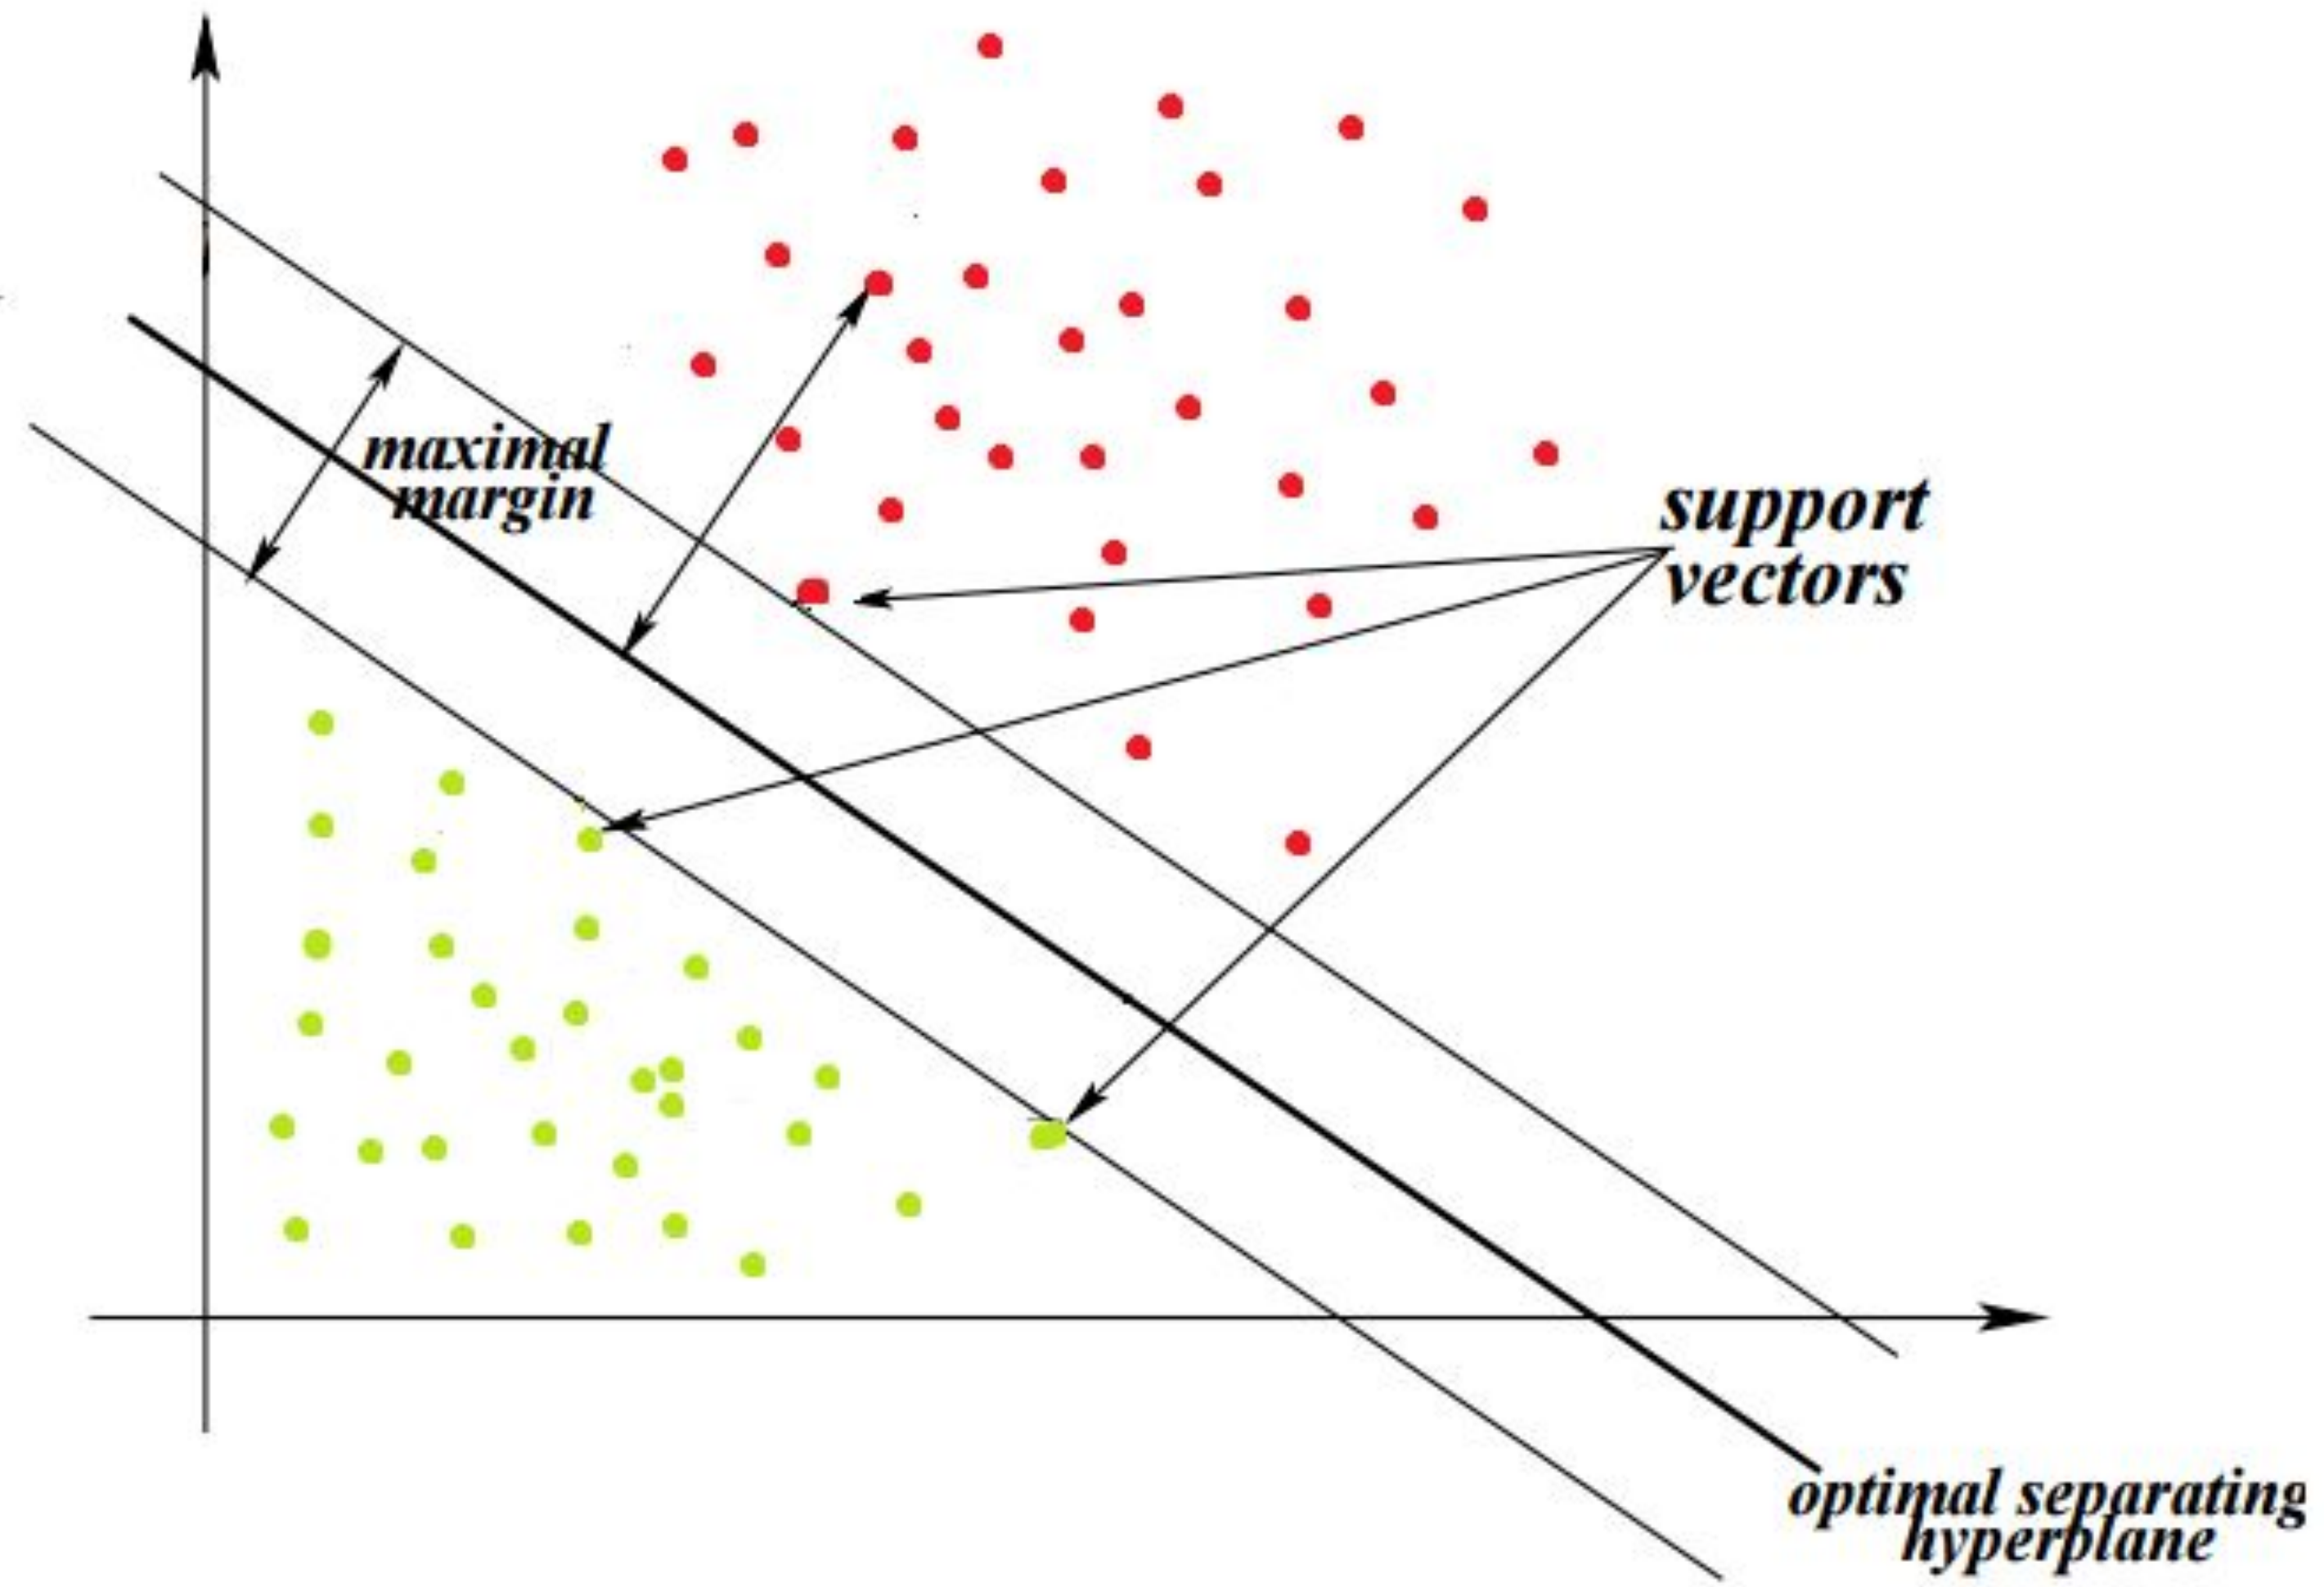 maximal
margin
support
vectors
optimal separating
hyperplane